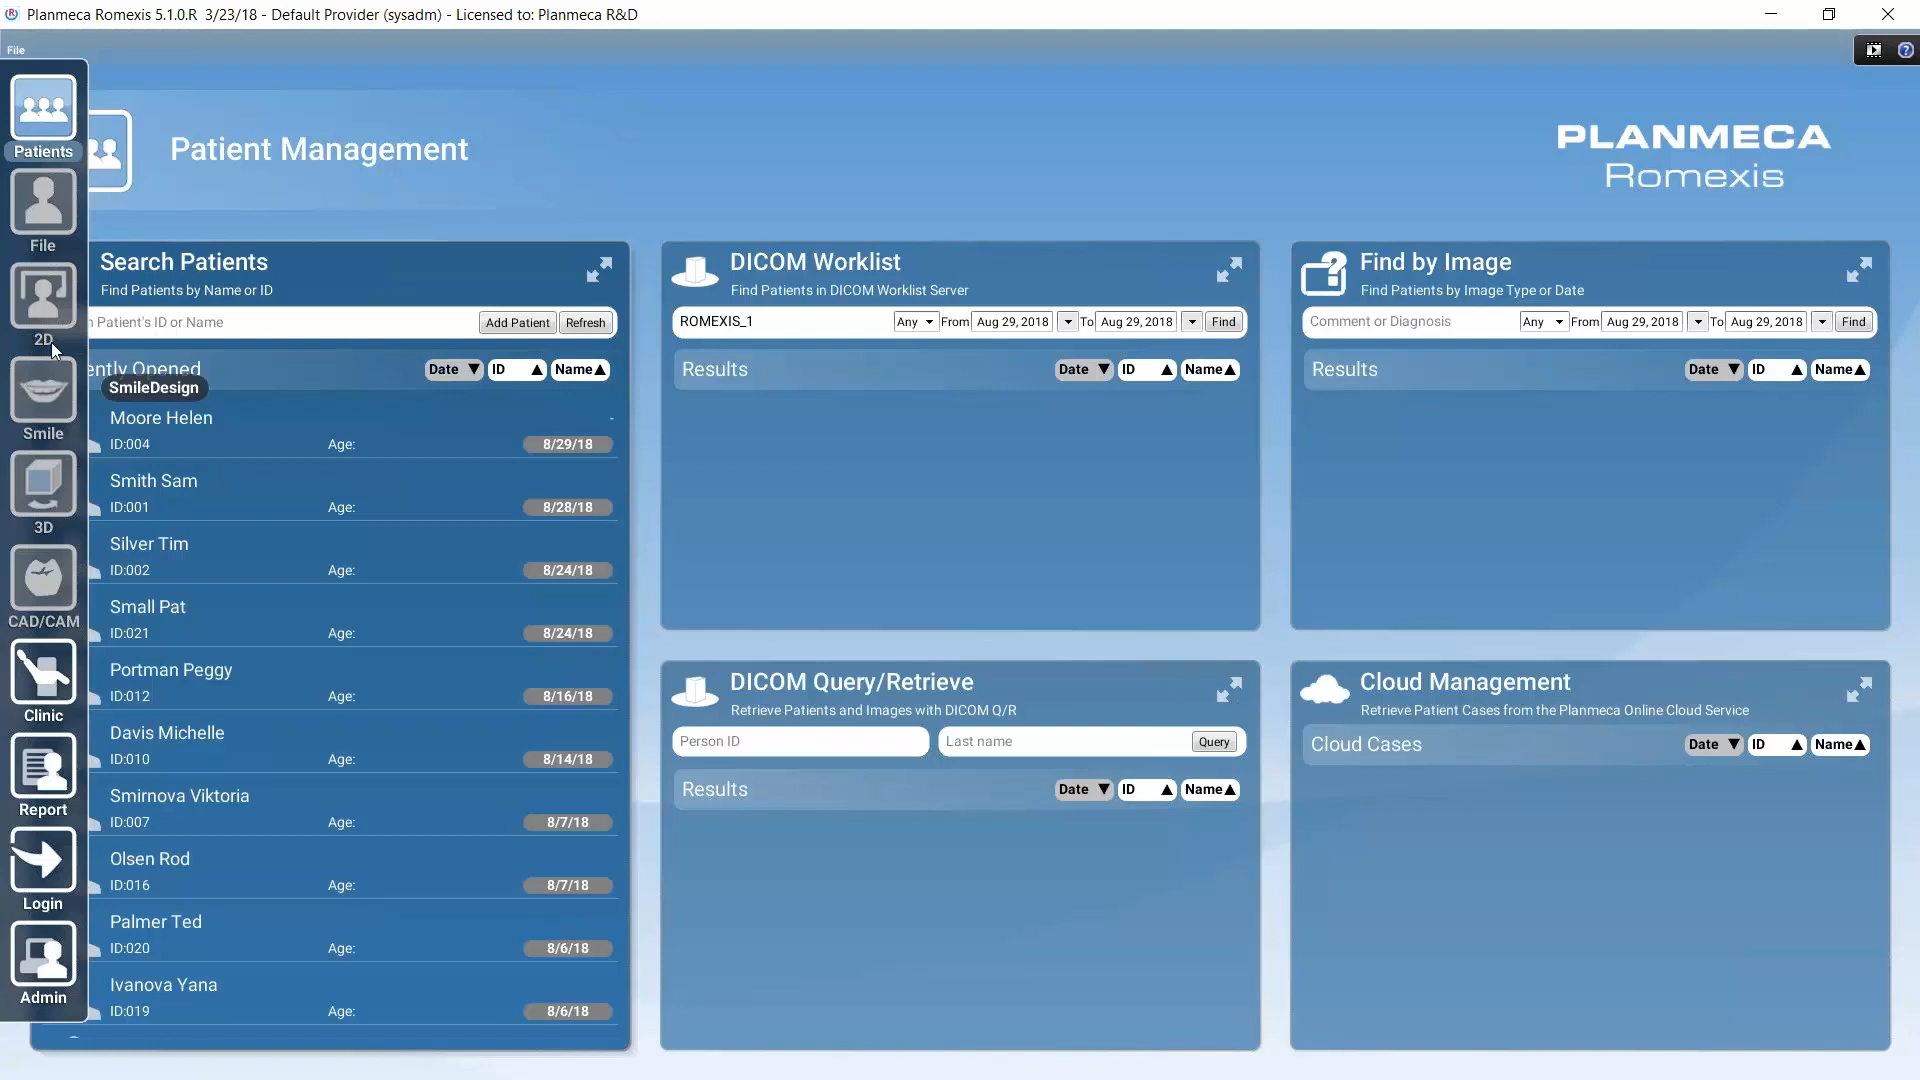 Planmeca Romexis 5.1.0.R 3/23/18 - Default Provider (sysadm) - Licensed to: Planmeca R&D
File
Patients
File
2D
Smile
3D
CAD/CAM
Clinic
Report
Login
Admin
SmileDesign
Patient Management
PLANMECA
Romexis
Search Patients
Find Patients by Name or ID
Patient's ID or Name
Add Patient
Refresh
ently Opened
Date ▼ ID ▲ Name▲
Moore Helen -
ID:004 Age: 8/29/18
Smith Sam
ID:001 Age: 8/28/18
Silver Tim
ID:002 Age: 8/24/18
Small Pat
ID:021 Age: 8/24/18
Portman Peggy
ID:012 Age: 8/16/18
Davis Michelle
ID:010 Age: 8/14/18
Smirnova Viktoria
ID:007 Age: 8/7/18
Olsen Rod
ID:016 Age: 8/7/18
Palmer Ted
ID:020 Age: 8/6/18
Ivanova Yana
ID:019 Age: 8/6/18
DICOM Worklist
Find Patients in DICOM Worklist Server
ROMEXIS_1 Any From Aug 29, 2018 To Aug 29, 2018 Find
Results Date ▼ ID ▲ Name▲
Find by Image
Find Patients by Image Type or Date
Comment or Diagnosis Any From Aug 29, 2018 To Aug 29, 2018 Find
Results Date ▼ ID ▲ Name▲
DICOM Query/Retrieve
Retrieve Patients and Images with DICOM Q/R
Person ID Last name Query
Results Date ▼ ID ▲ Name▲
Cloud Management
Retrieve Patient Cases from the Planmeca Online Cloud Service
Cloud Cases Date ▼ ID ▲ Name▲